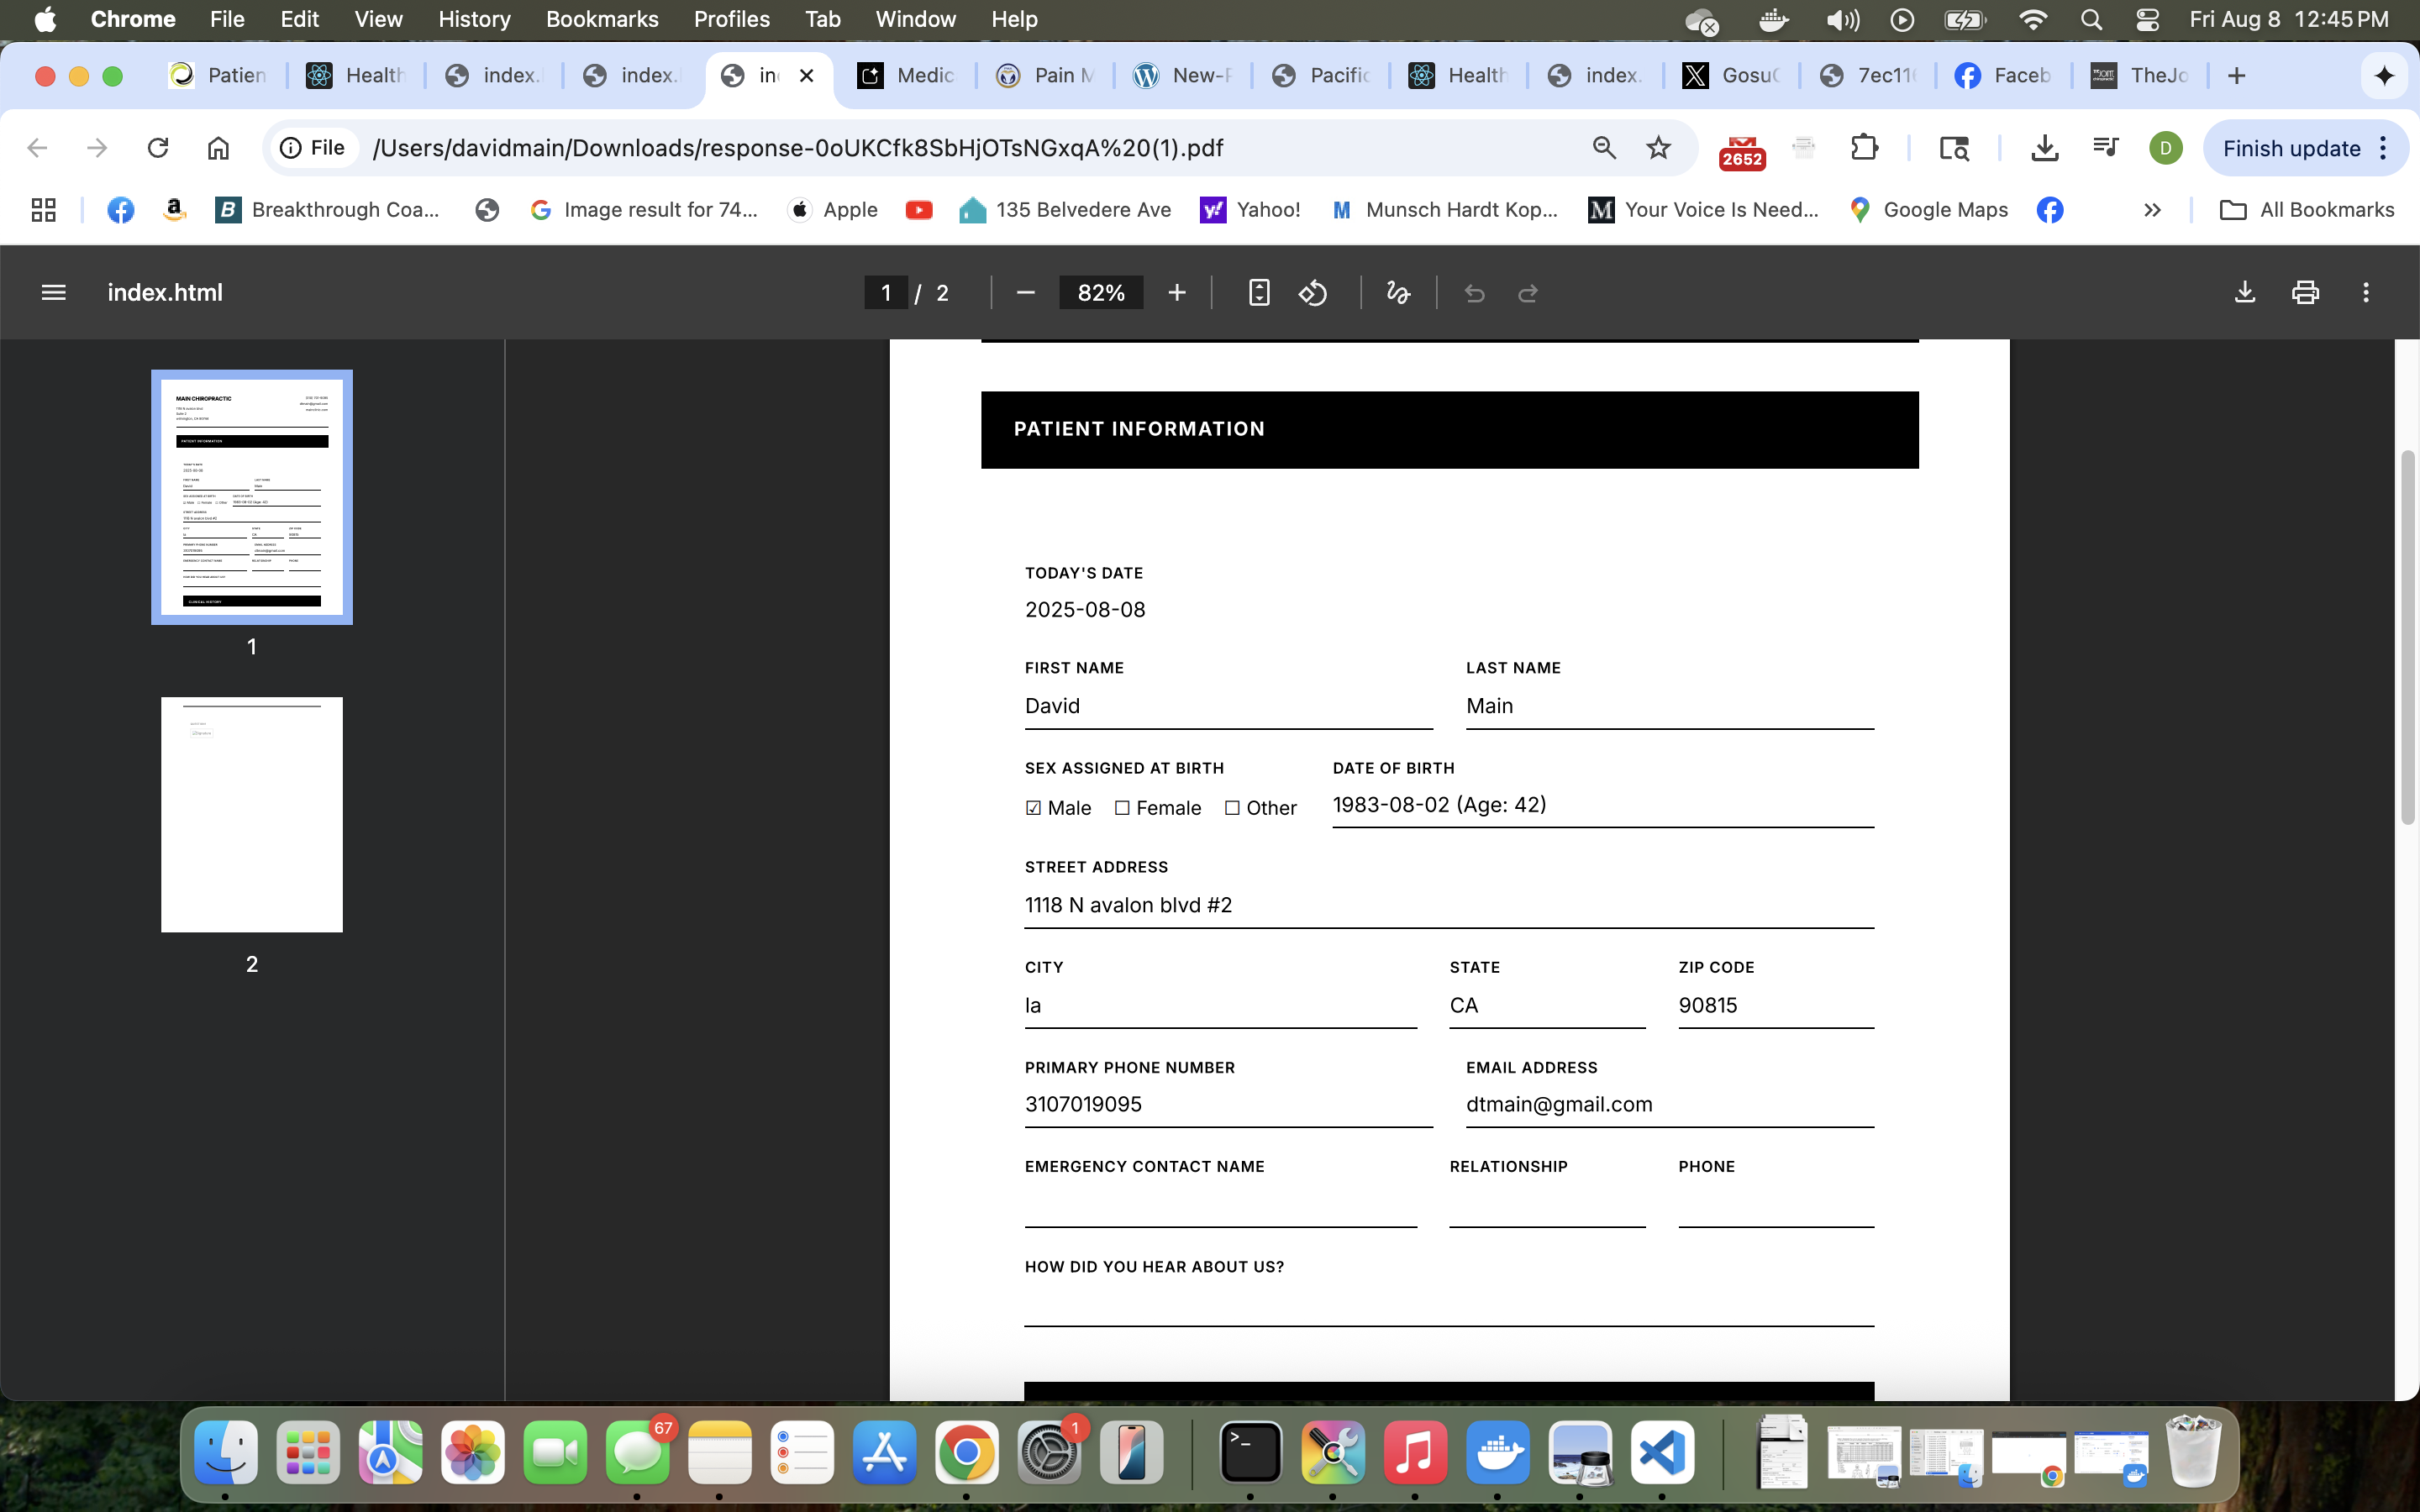 Chrome File Edit View History Bookmarks Profiles Tab Window Help Fri Aug 8 12:45 PM
Patien Health index. index. in Medic Pain M New-P Pacific Health index. GosuC 7ec11 Faceb TheJo
File /Users/davidmain/Downloads/response-0oUKCfk8SbHjOTsNGxqA%20(1).pdf 2652 D Finish update
Breakthrough Coa... Image result for 74... Apple 135 Belvedere Ave Yahoo! Munsch Hardt Kop... Your Voice Is Need... Google Maps All Bookmarks
index.html 1 / 2 82%
MAIN CHIROPRACTIC
PATIENT INFORMATION
CLINICAL HISTORY
1
2
PATIENT INFORMATION
TODAY'S DATE
2025-08-08
FIRST NAME LAST NAME
David Main
SEX ASSIGNED AT BIRTH DATE OF BIRTH
☑ Male ☐ Female ☐ Other 1983-08-02 (Age: 42)
STREET ADDRESS
1118 N avalon blvd #2
CITY STATE ZIP CODE
la CA 90815
PRIMARY PHONE NUMBER EMAIL ADDRESS
3107019095 dtmain@gmail.com
EMERGENCY CONTACT NAME RELATIONSHIP PHONE
HOW DID YOU HEAR ABOUT US?
67 1